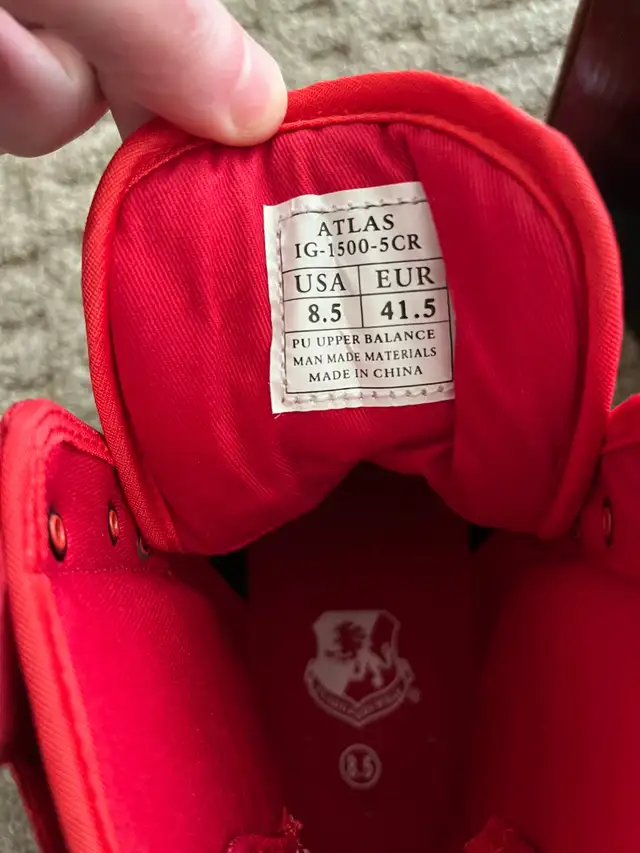 ATLAS
IG-1500-5CR
USA EUR
8.5 41.5
PU UPPER BALANCE
MAN MADE MATERIALS
MADE IN CHINA
8.5